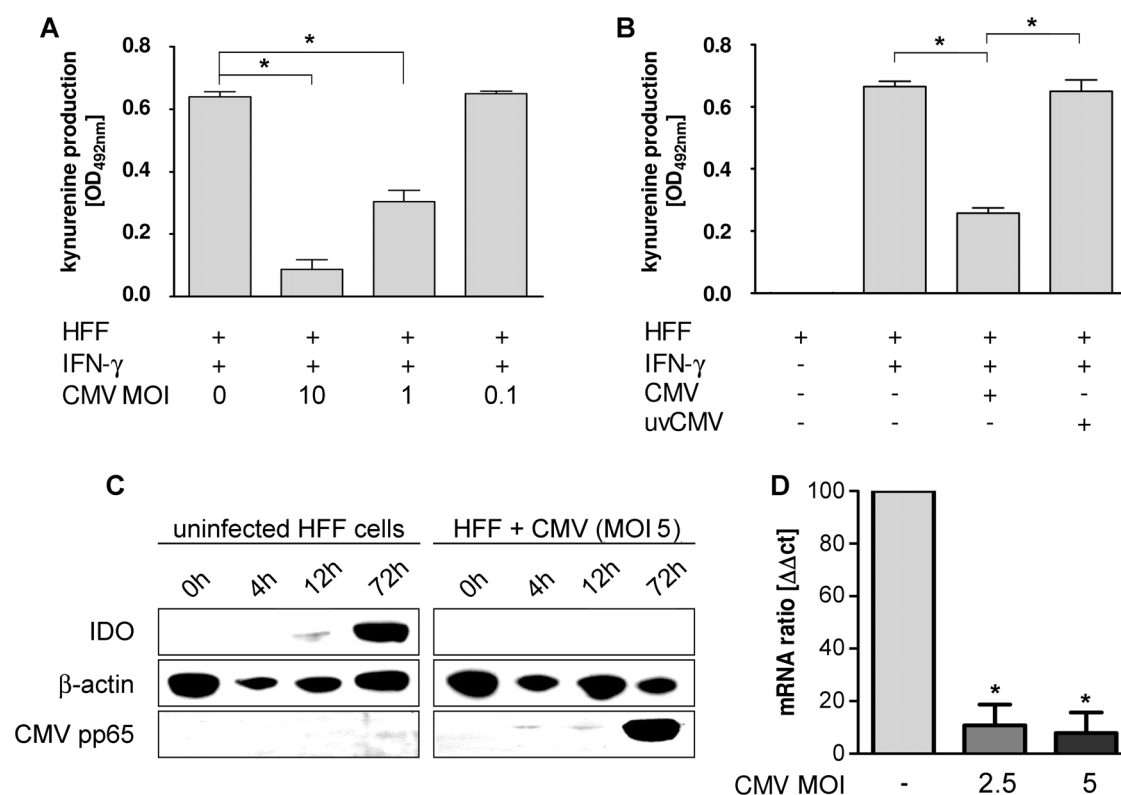 A
kynurenine production
[OD492nm]
0.8
0.6
0.4
0.2
0.0
* *
HFF + + + +
IFN-γ + + + +
CMV MOI 0 10 1 0.1
B
kynurenine production
[OD492nm]
0.8
0.6
0.4
0.2
0.0
* *
HFF + + + +
IFN-γ - + + +
CMV - - + -
uvCMV - - - +
C
uninfected HFF cells HFF + CMV (MOI 5)
0h 4h 12h 72h 0h 4h 12h 72h
IDO
β-actin
CMV pp65
D
mRNA ratio [ΔΔct]
100
80
60
40
20
0
* *
CMV MOI - 2.5 5